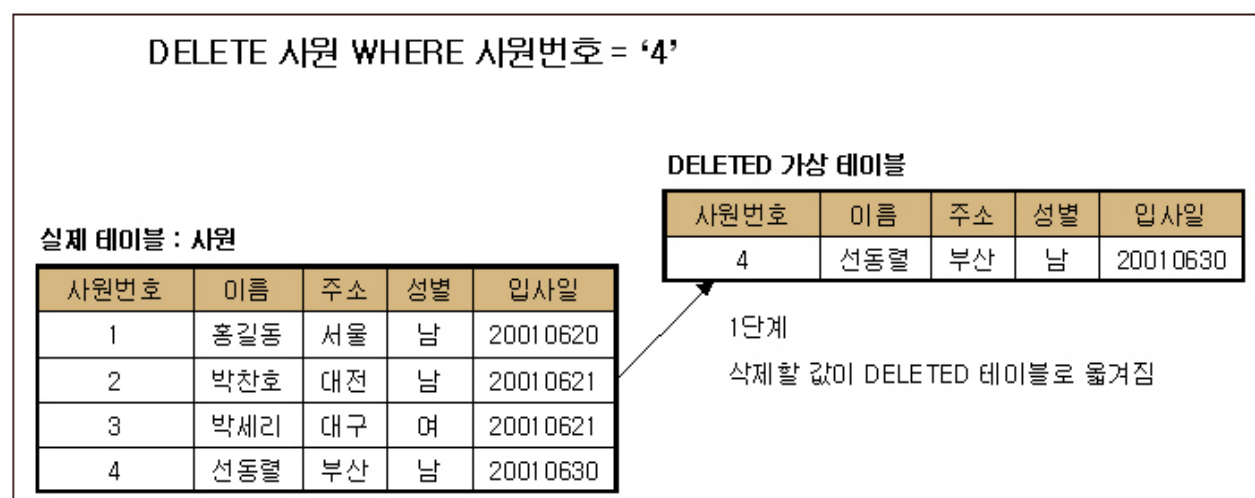 DELETE 사원 WHERE 사원번호 = ‘4’
DELETED 가상 테이블
사원번호 이름 주소 성별 입사일
4 선동렬 부산 남 20010630
실제 테이블 : 사원
사원번호 이름 주소 성별 입사일
1 홍길동 서울 남 20010620
2 박찬호 대전 남 20010621
3 박세리 대구 여 20010621
4 선동렬 부산 남 20010630
1단계
삭제할 값이 DELETED 테이블로 옮겨짐